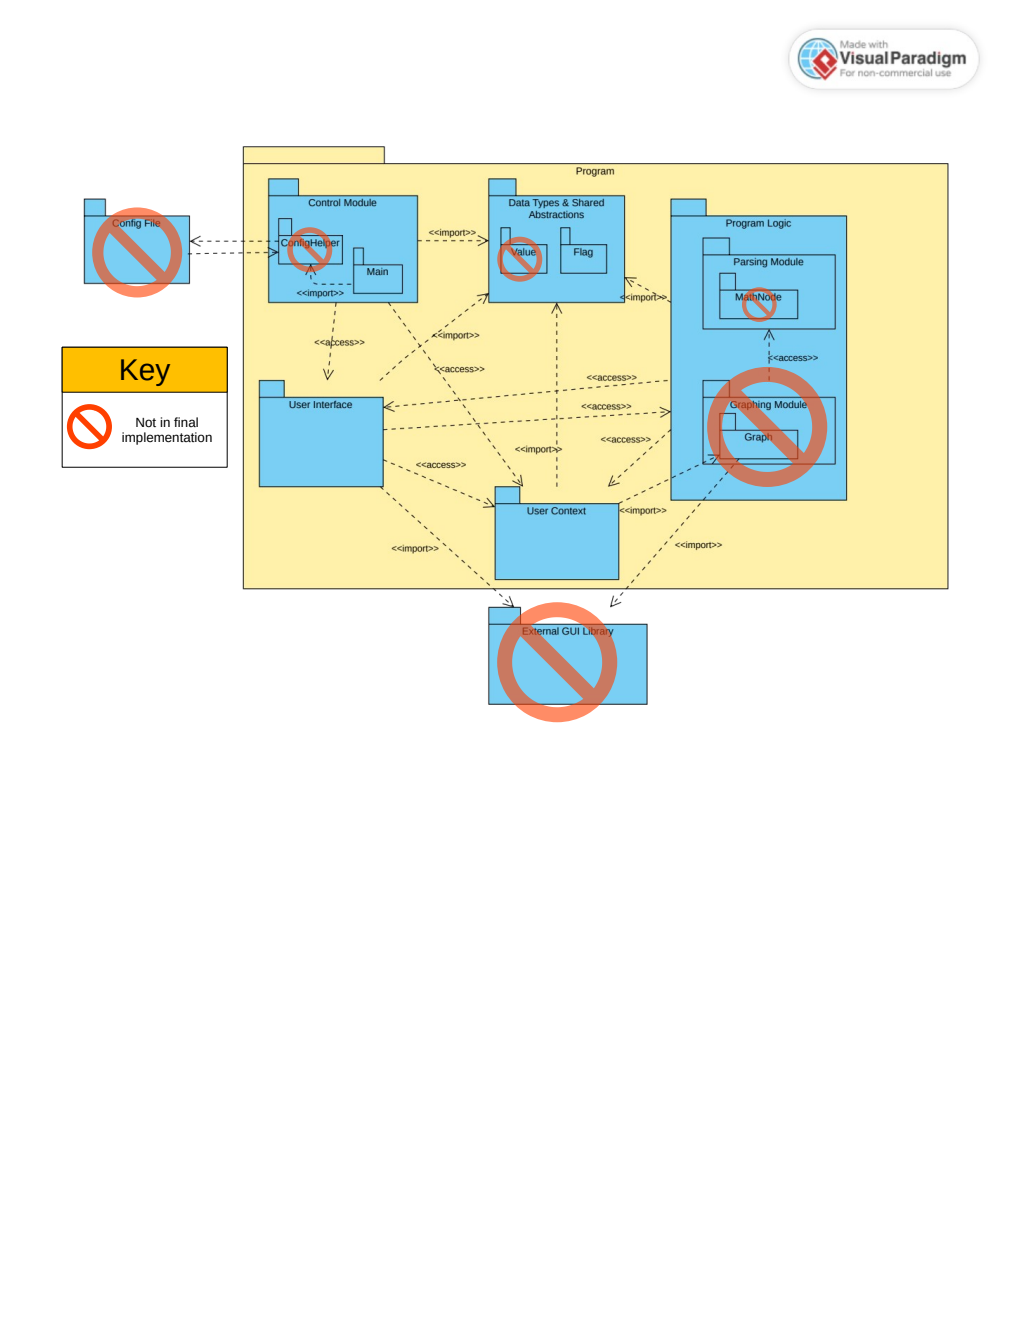 Made with
Visual Paradigm
For non-commercial use
Program
Control Module
Data Types & Shared
Abstractions
Program Logic
Config File
ConfigHelper
Main
<<import>>
<<import>>
Value
Flag
Parsing Module
MathNode
<<import>>
<<access>>
<<import>>
<<access>>
<<access>>
Key
Not in final
implementation
<<access>>
<<access>>
User Interface
Graphing Module
Graph
<<access>>
<<import>>
<<access>>
<<access>>
User Context
<<import>>
<<import>>
<<import>>
External GUI Library